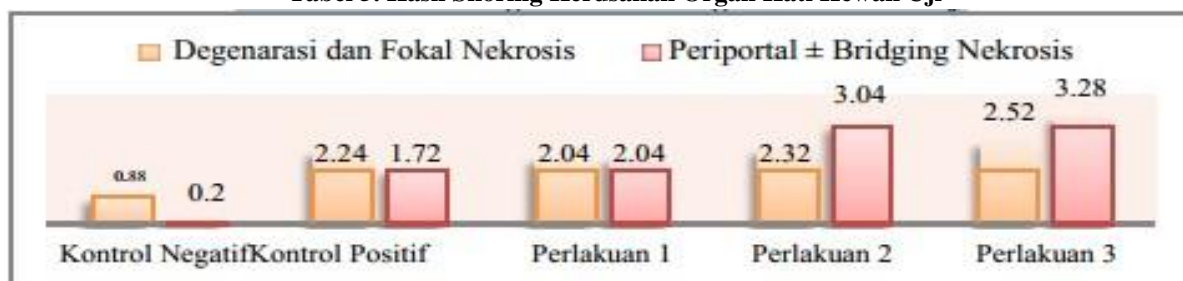 Degenarasi dan Fokal Nekrosis Periportal ± Bridging Nekrosis
0.88 0.2 2.24 1.72 2.04 2.04 2.32 3.04 2.52 3.28
Kontrol Negatif Kontrol Positif Perlakuan 1 Perlakuan 2 Perlakuan 3